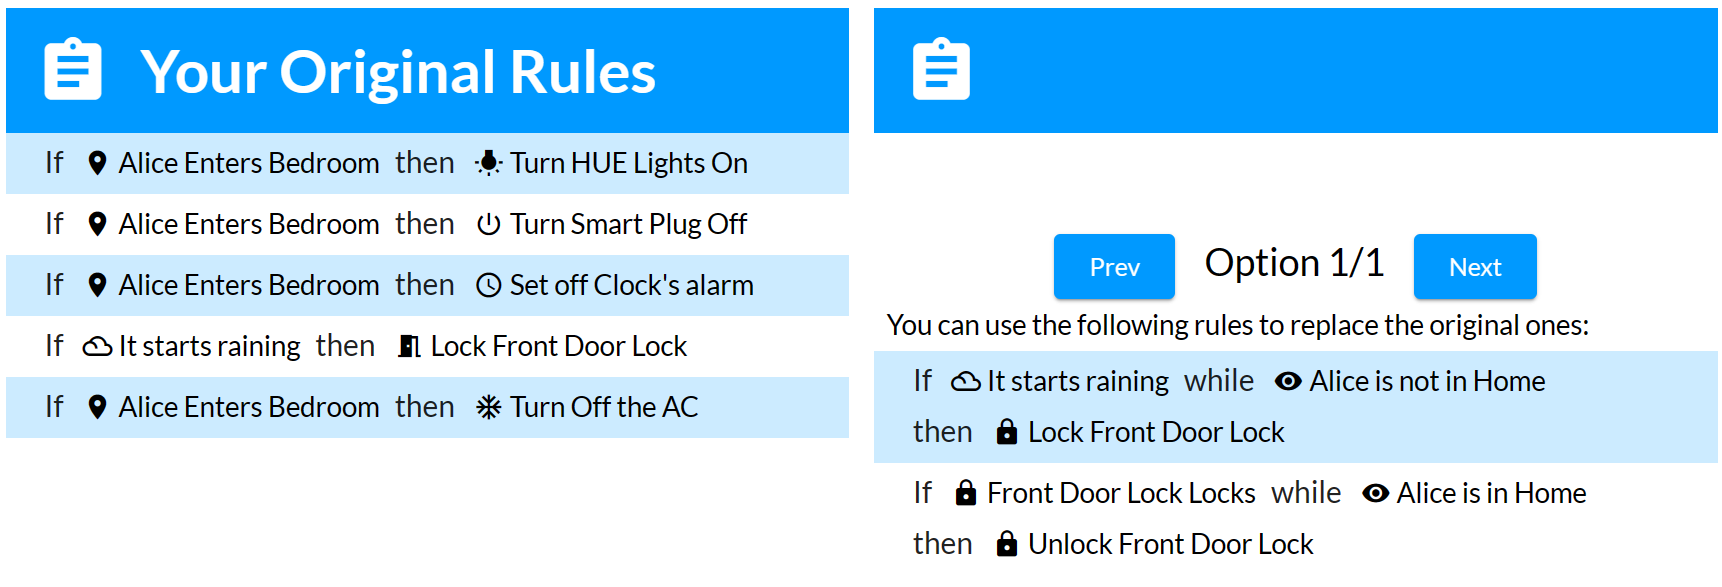 Your Original Rules
If Alice Enters Bedroom then Turn HUE Lights On
If Alice Enters Bedroom then Turn Smart Plug Off
If Alice Enters Bedroom then Set off Clock's alarm
If It starts raining then Lock Front Door Lock
If Alice Enters Bedroom then Turn Off the AC
Prev Option 1/1 Next
You can use the following rules to replace the original ones:
If It starts raining while Alice is not in Home
then Lock Front Door Lock
If Front Door Lock Locks while Alice is in Home
then Unlock Front Door Lock